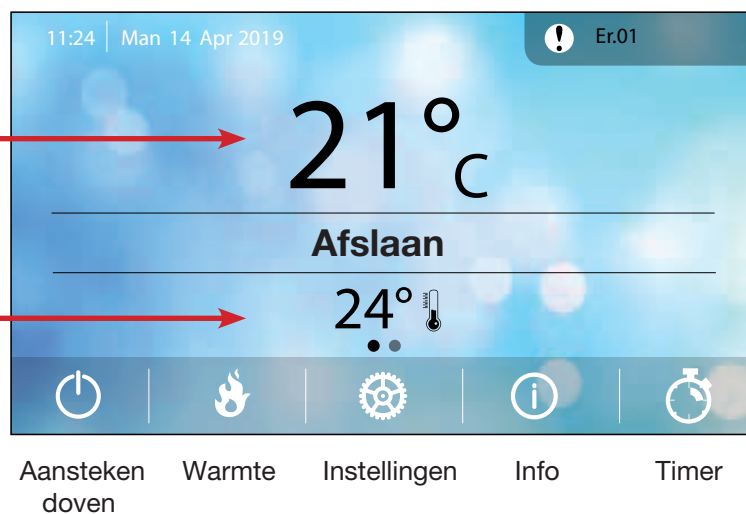 11:24 | Man 14 Apr 2019
! Er.01
21°C
Afslaan
24°
i
Aansteken doven
Warmte
Instellingen
Info
Timer